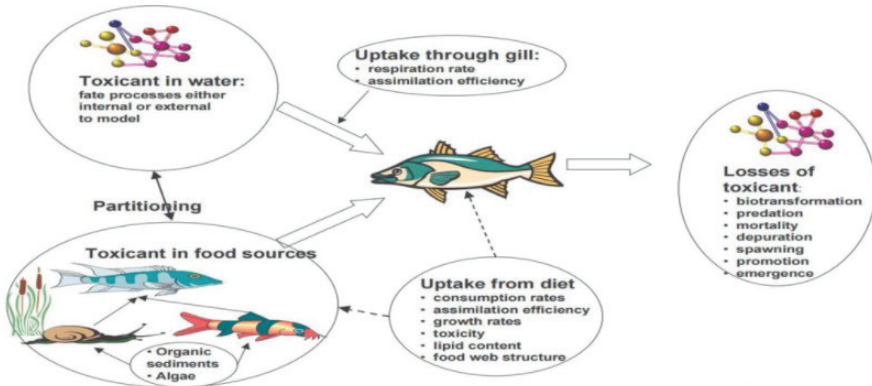 Toxicant in water:
fate processes either
internal or external
to model
Uptake through gill:
• respiration rate
• assimilation efficiency
Partitioning
Toxicant in food sources
• Organic
sediments
• Algae
Uptake from diet
• consumption rates
• assimilation efficiency
• growth rates
• toxicity
• lipid content
• food web structure
Losses of
toxicant:
• biotransformation
• predation
• mortality
• depuration
• spawning
• promotion
• emergence